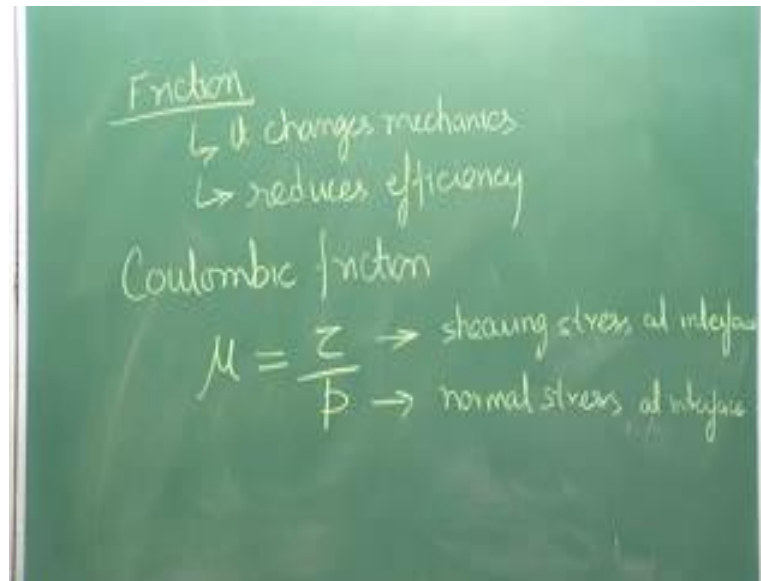 Friction
↳ It changes mechanics
↳ reduces efficiency
Coulombic friction
μ = τ / p
τ → shearing stress at interface
p → normal stress at interface